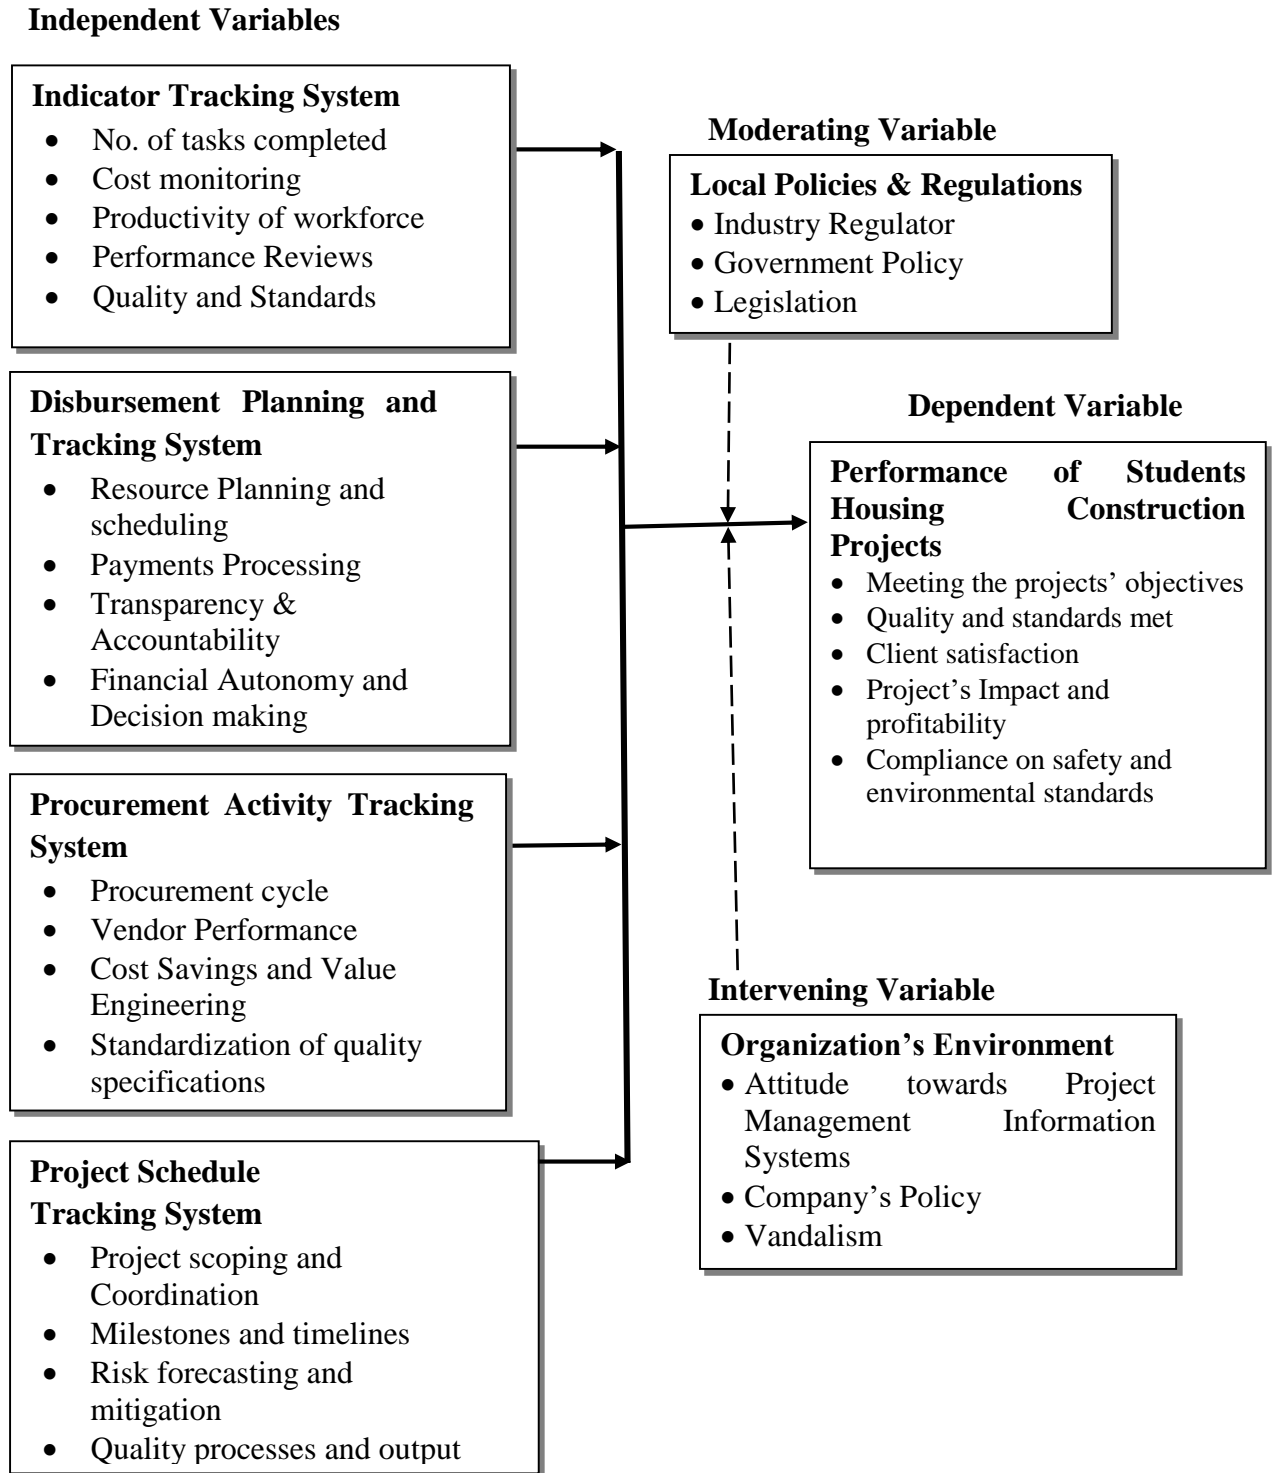 Independent Variables
Indicator Tracking System
• No. of tasks completed
• Cost monitoring
• Productivity of workforce
• Performance Reviews
• Quality and Standards
Disbursement Planning and
Tracking System
• Resource Planning and
scheduling
• Payments Processing
• Transparency &
Accountability
• Financial Autonomy and
Decision making
Procurement Activity Tracking
System
• Procurement cycle
• Vendor Performance
• Cost Savings and Value
Engineering
• Standardization of quality
specifications
Project Schedule
Tracking System
• Project scoping and
Coordination
• Milestones and timelines
• Risk forecasting and
mitigation
• Quality processes and output
Moderating Variable
Local Policies & Regulations
• Industry Regulator
• Government Policy
• Legislation
Dependent Variable
Performance of Students
Housing Construction
Projects
• Meeting the projects’ objectives
• Quality and standards met
• Client satisfaction
• Project’s Impact and
profitability
• Compliance on safety and
environmental standards
Intervening Variable
Organization’s Environment
• Attitude towards Project
Management Information
Systems
• Company’s Policy
• Vandalism